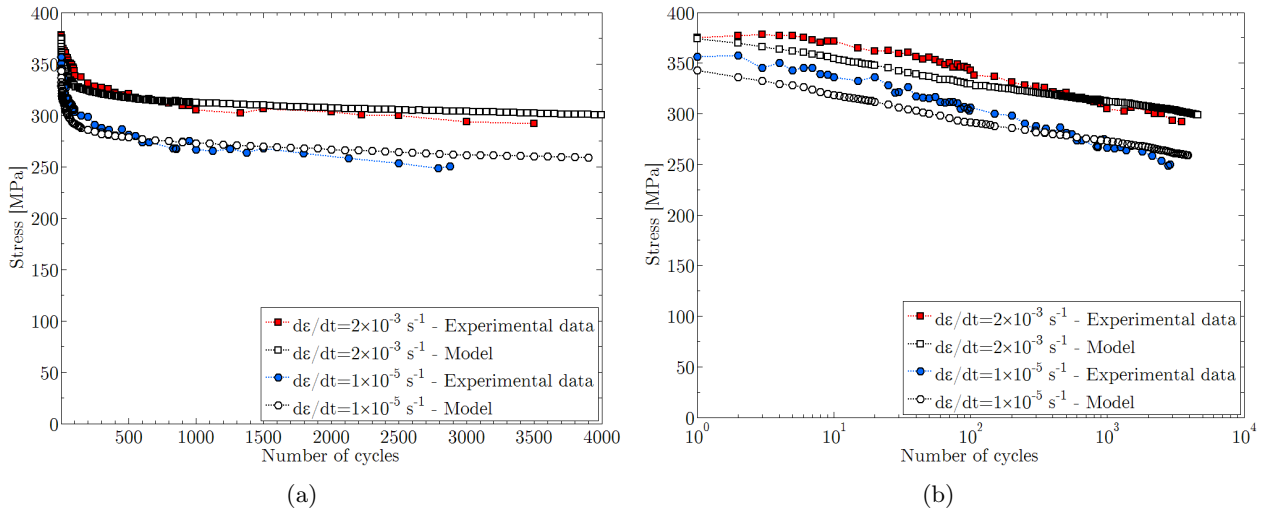 400
350
300
250
200
150
100
50
0
Stress [MPa]
500 1000 1500 2000 2500 3000 3500 4000
Number of cycles
dε/dt=2×10⁻³ s⁻¹ - Experimental data
dε/dt=2×10⁻³ s⁻¹ - Model
dε/dt=1×10⁻⁵ s⁻¹ - Experimental data
dε/dt=1×10⁻⁵ s⁻¹ - Model
(a)
400
350
300
250
200
150
100
50
0
Stress [MPa]
10⁰ 10¹ 10² 10³ 10⁴
Number of cycles
dε/dt=2×10⁻³ s⁻¹ - Experimental data
dε/dt=2×10⁻³ s⁻¹ - Model
dε/dt=1×10⁻⁵ s⁻¹ - Experimental data
dε/dt=1×10⁻⁵ s⁻¹ - Model
(b)